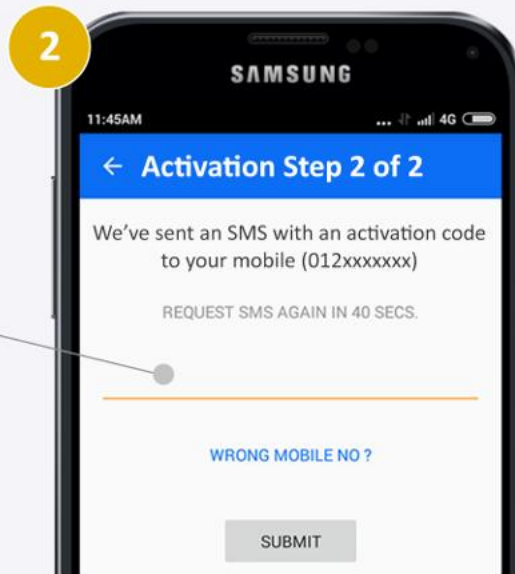 2
SAMSUNG
11:45AM ... 4G
← Activation Step 2 of 2
We've sent an SMS with an activation code
to your mobile (012xxxxxxx)
REQUEST SMS AGAIN IN 40 SECS.
WRONG MOBILE NO ?
SUBMIT